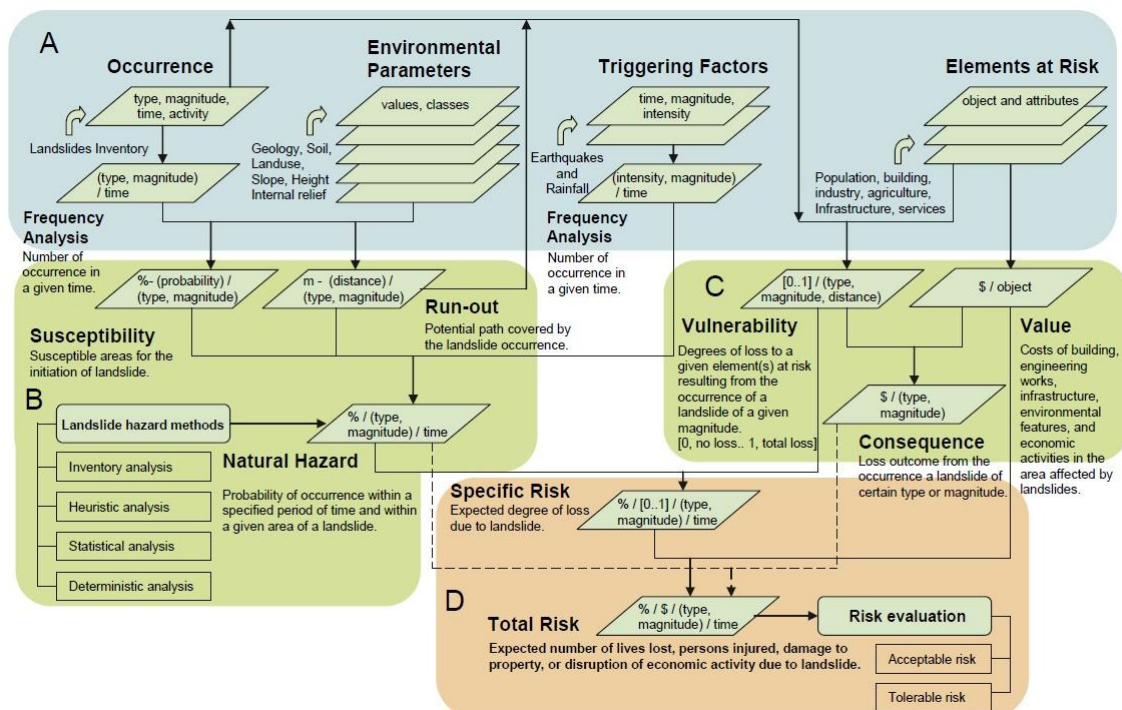 A
Occurrence
type, magnitude,
time, activity
Landslides Inventory
(type, magnitude)
/ time
Frequency
Analysis
Number of
occurrence in
a given time.
Environmental
Parameters
values, classes
Geology, Soil,
Landuse,
Slope, Height
Internal relief
Triggering Factors
time, magnitude,
intensity
Earthquakes
and
Rainfall
(intensity, magnitude)
/ time
Frequency
Analysis
Number of
occurrence in
a given time.
Elements at Risk
object and attributes
Population, building,
industry, agriculture,
Infrastructure, services
%- (probability) /
(type, magnitude)
m - (distance) /
(type, magnitude)
Susceptibility
Susceptible areas for the
initiation of landslide.
Run-out
Potential path covered by
the landslide occurrence.
B
Landslide hazard methods
Inventory analysis
Heuristic analysis
Statistical analysis
Deterministic analysis
% / (type,
magnitude) / time
Natural Hazard
Probability of occurrence within a
specified period of time and within
a given area of a landslide.
C
[0..1] / (type,
magnitude, distance)
$ / object
Vulnerability
Degrees of loss to a
given element(s) at risk
resulting from the
occurrence of a
landslide of a given
magnitude.
[0, no loss.. 1, total loss]
Value
Costs of building,
engineering
works,
infrastructure,
environmental
features, and
economic
activities in the
area affected by
landslides.
$ / (type,
magnitude)
Consequence
Loss outcome from the
occurrence a landslide of
certain type or magnitude.
Specific Risk
Expected degree of loss
due to landslide.
% / [0..1] / (type,
magnitude) / time
D
Total Risk
% / $ / (type,
magnitude) / time
Expected number of lives lost, persons injured, damage to
property, or disruption of economic activity due to landslide.
Risk evaluation
Acceptable risk
Tolerable risk